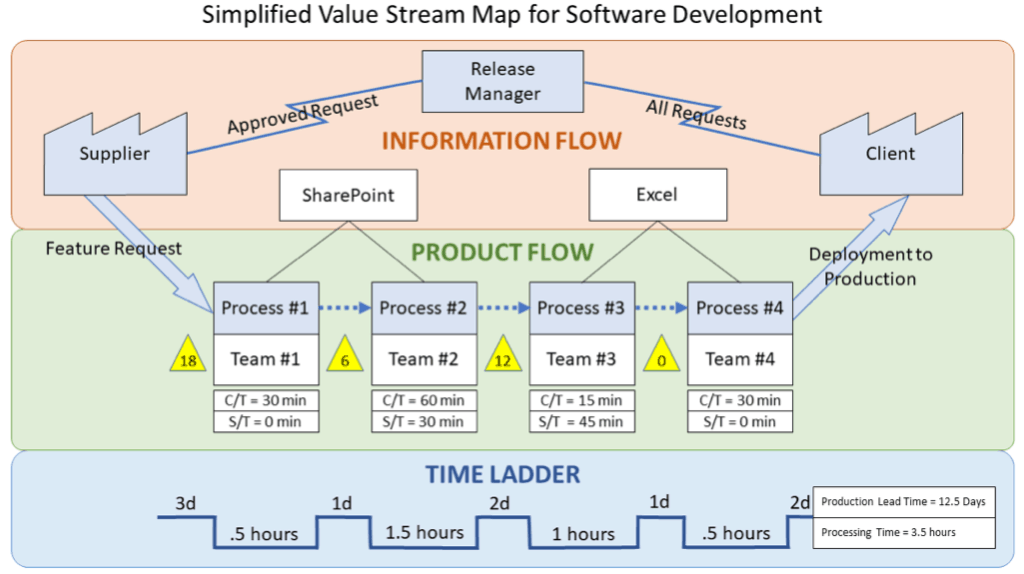 Simplified Value Stream Map for Software Development
Release
Manager
Approved Request
All Requests
Supplier
INFORMATION FLOW
Client
SharePoint
Excel
Feature Request
PRODUCT FLOW
Deployment to
Production
Process #1
Process #2
Process #3
Process #4
18
Team #1
6
Team #2
12
Team #3
0
Team #4
C/T = 30 min
C/T = 60 min
C/T = 15 min
C/T = 30 min
S/T = 0 min
S/T = 30 min
S/T = 45 min
S/T = 0 min
TIME LADDER
3d
1d
2d
1d
2d
Production Lead Time = 12.5 Days
.5 hours
1.5 hours
1 hours
.5 hours
Processing Time = 3.5 hours